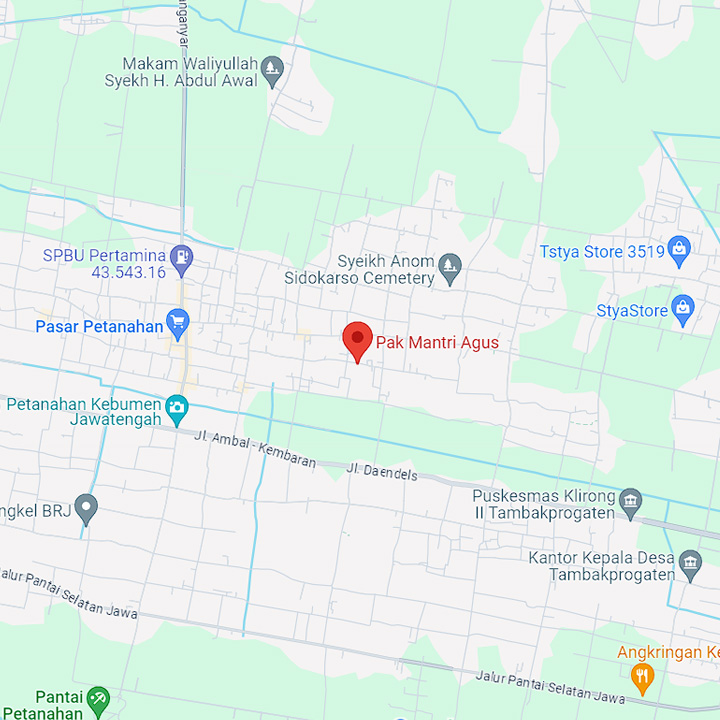 nganyar
Makam Waliyullah
Syekh H. Abdul Awal
SPBU Pertamina
43.543.16
Syeikh Anom
Sidokarso Cemetery
Tstya Store 3519
StyaStore
Pasar Petanahan
Pak Mantri Agus
Petanahan Kebumen
Jawatengah
Jl. Ambal - Kembaran
Jl. Daendels
ngkel BRJ
Puskesmas Klirong
II Tambakprogaten
Kantor Kepala Desa
Tambakprogaten
Jalur Pantai Selatan Jawa
Angkringan Ke
Jalur Pantai Selatan Jawa
Pantai
Petanahan